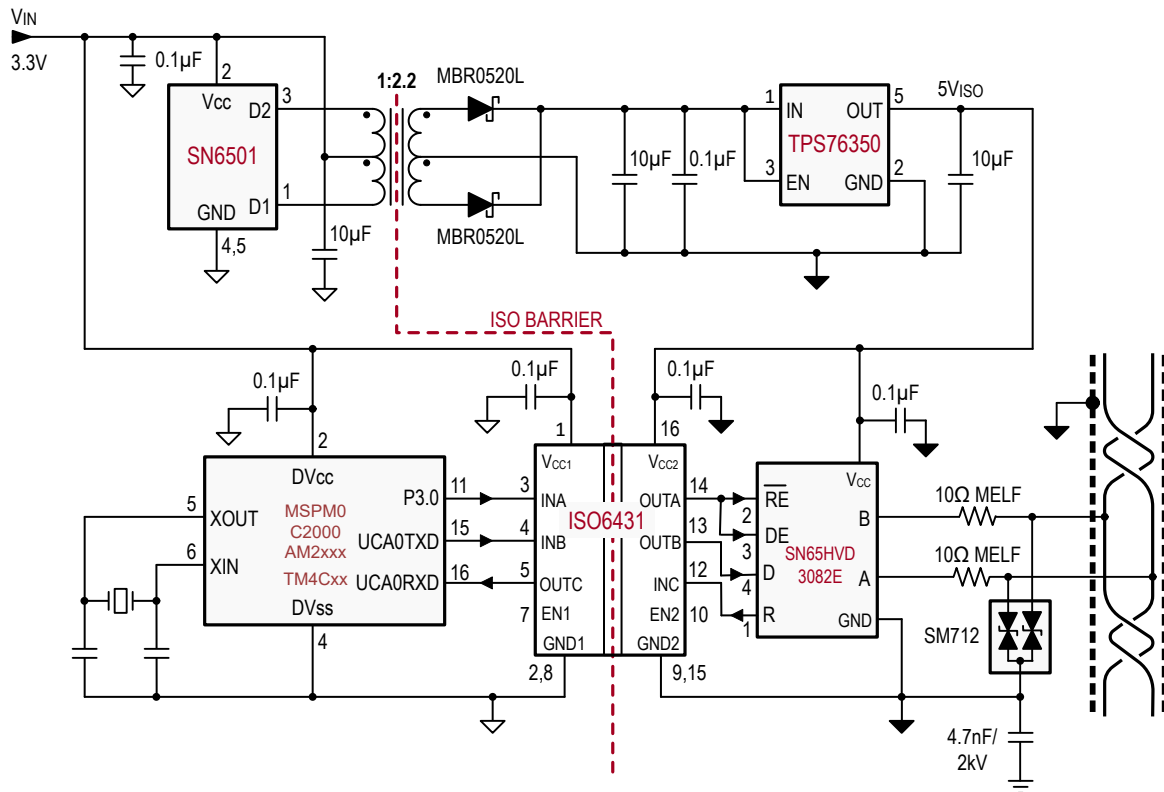 VIN
3.3V
0.1µF
2
Vcc
D2
3
SN6501
D1
1
GND
4,5
10µF
1:2.2
MBR0520L
MBR0520L
10µF
0.1µF
1
IN
OUT
5
TPS76350
3
EN
GND
2
5VISO
10µF
ISO BARRIER
0.1µF
2
DVcc
5
XOUT
6
XIN
MSPM0
C2000
AM2xxx
TM4Cxx
P3.0
11
UCA0TXD
15
UCA0RXD
16
DVss
4
0.1µF
1
VCC1
3
INA
4
INB
5
OUTC
7
EN1
GND1
2,8
ISO6431
0.1µF
16
VCC2
OUTA
14
OUTB
13
INC
12
EN2
10
GND2
9,15
0.1µF
Vcc
RE
2
DE
3
D
4
R
1
SN65HVD
3082E
B
A
GND
10Ω MELF
10Ω MELF
SM712
4.7nF/
2kV